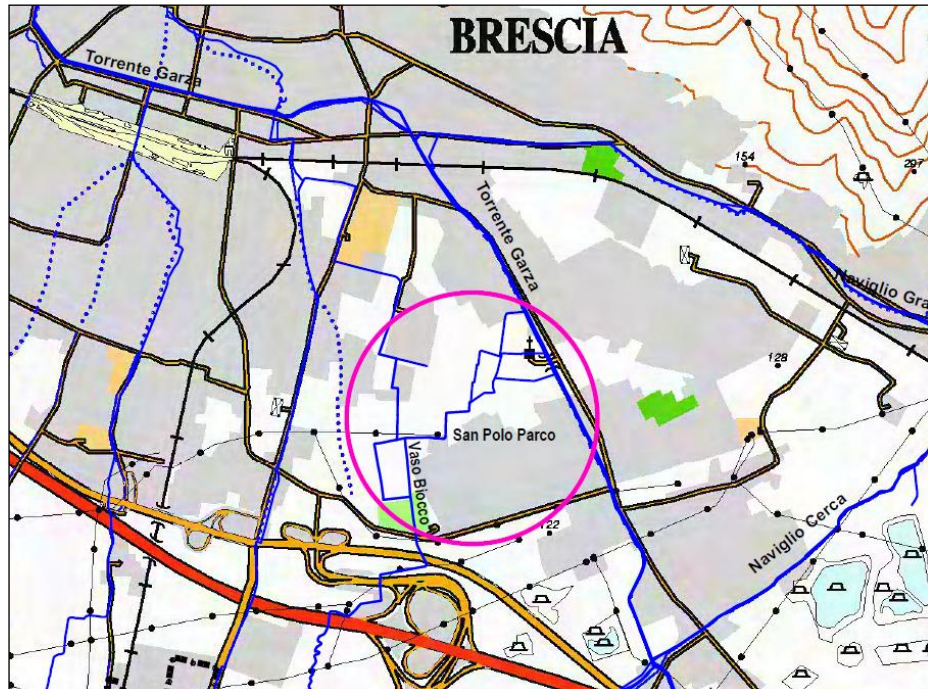 BRESCIA
Torrente Garza
154
297
Torrente Garza
Naviglio Gra
128
San Polo Parco
Vaso Biocco
122
Naviglio Cerca